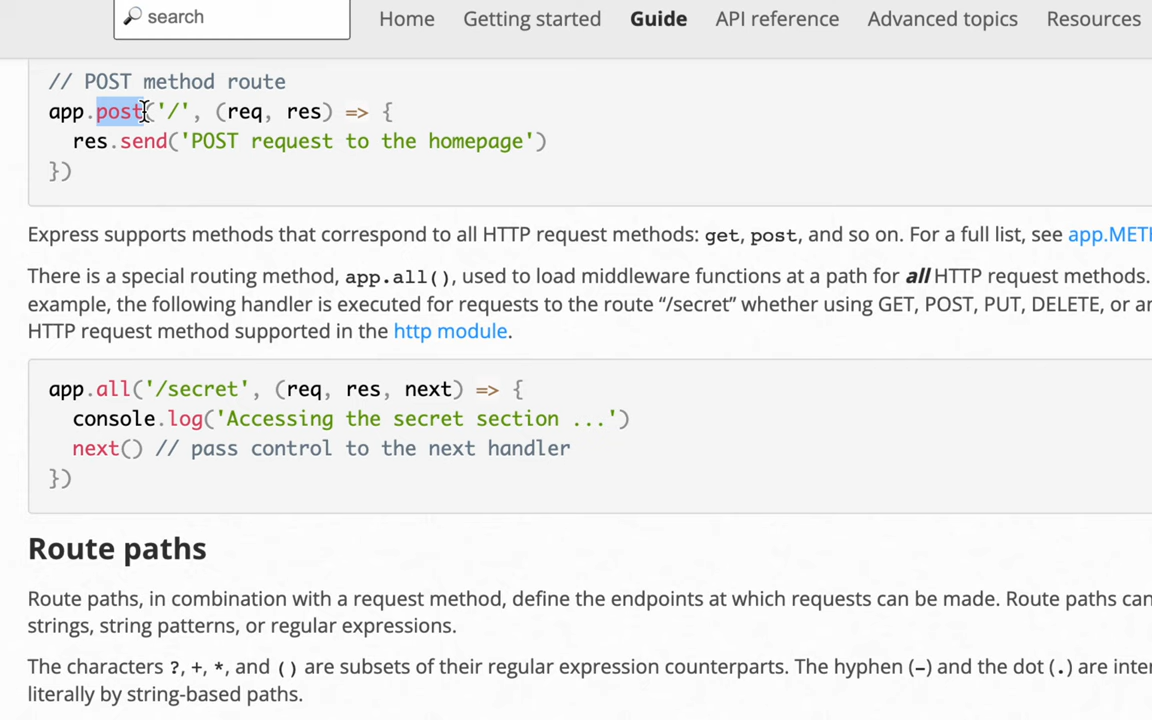 search
Home Getting started Guide API reference Advanced topics Resources
// POST method route
app.post('/', (req, res) => {
  res.send('POST request to the homepage')
})
Express supports methods that correspond to all HTTP request methods: get, post, and so on. For a full list, see app.METH
There is a special routing method, app.all(), used to load middleware functions at a path for all HTTP request methods.
example, the following handler is executed for requests to the route “/secret” whether using GET, POST, PUT, DELETE, or
HTTP request method supported in the http module.
app.all('/secret', (req, res, next) => {
  console.log('Accessing the secret section ...')
  next() // pass control to the next handler
})
Route paths
Route paths, in combination with a request method, define the endpoints at which requests can be made. Route paths can
strings, string patterns, or regular expressions.
The characters ?, +, *, and () are subsets of their regular expression counterparts. The hyphen (-) and the dot (.) are
literally by string-based paths.